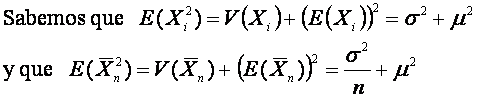 Sabemos que E(X_i^2) = V(X_i) + (E(X_i))^2 = σ^2 + μ^2
y que E(X̄_n^2) = V(X̄_n) + (E(X̄_n))^2 = σ^2/n + μ^2